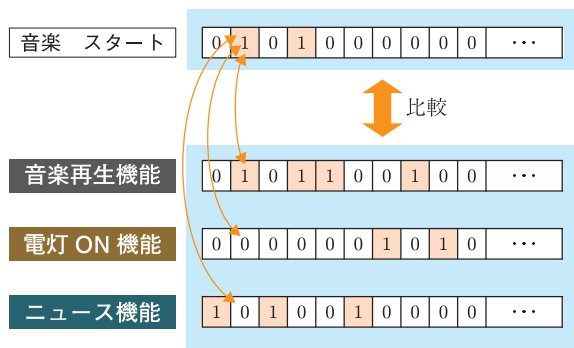 音楽　スタート 0 1 0 1 0 0 0 0 0 0 ･･･
比較
音楽再生機能 0 1 0 1 1 0 0 1 0 0 ･･･
電灯 ON 機能 0 0 0 0 0 0 1 0 1 0 ･･･
ニュース機能 1 0 1 0 0 1 0 0 0 0 ･･･